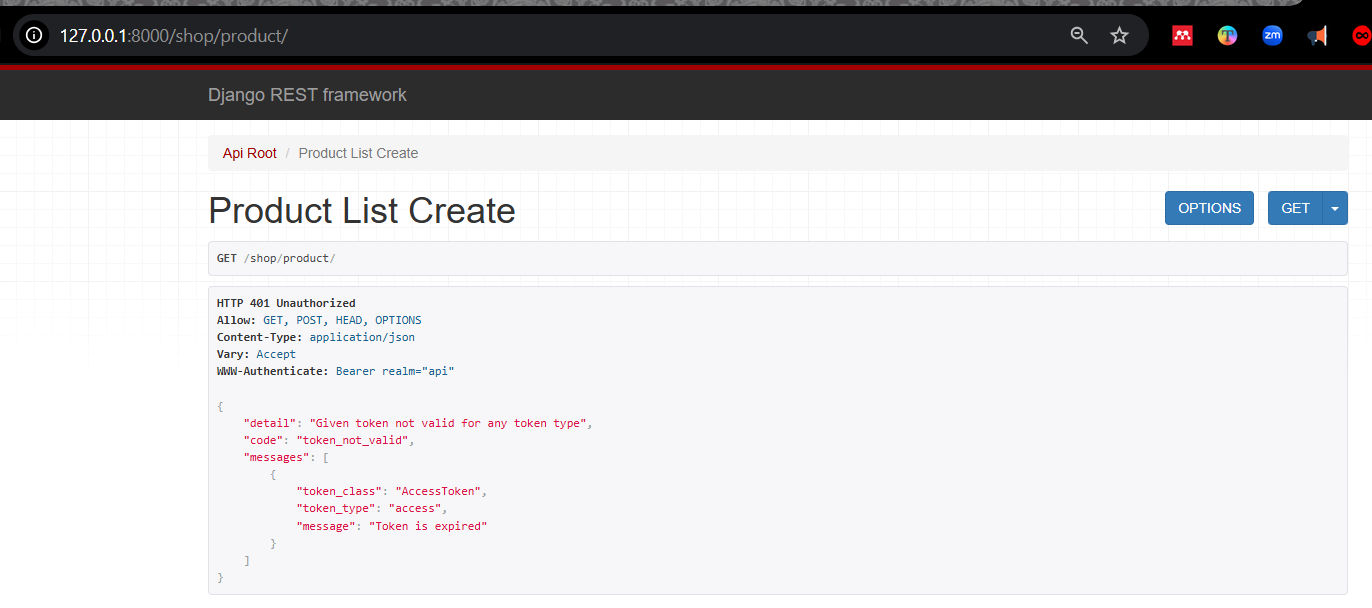 127.0.0.1:8000/shop/product/
zm
Django REST framework
Api Root / Product List Create
Product List Create
OPTIONS
GET
GET /shop/product/
HTTP 401 Unauthorized
Allow: GET, POST, HEAD, OPTIONS
Content-Type: application/json
Vary: Accept
WWW-Authenticate: Bearer realm="api"
{
"detail": "Given token not valid for any token type",
"code": "token_not_valid",
"messages": [
{
"token_class": "AccessToken",
"token_type": "access",
"message": "Token is expired"
}
]
}